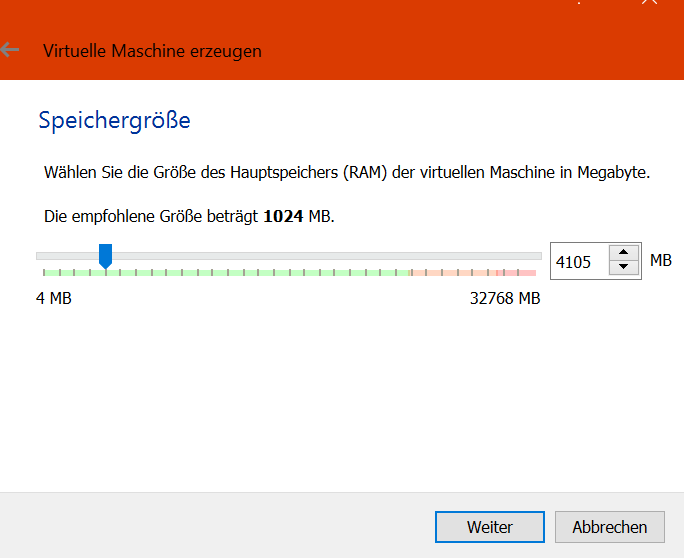 Virtuelle Maschine erzeugen
Speichergröße
Wählen Sie die Größe des Hauptspeichers (RAM) der virtuellen Maschine in Megabyte.
Die empfohlene Größe beträgt 1024 MB.
4105 MB
4 MB 32768 MB
Weiter Abbrechen